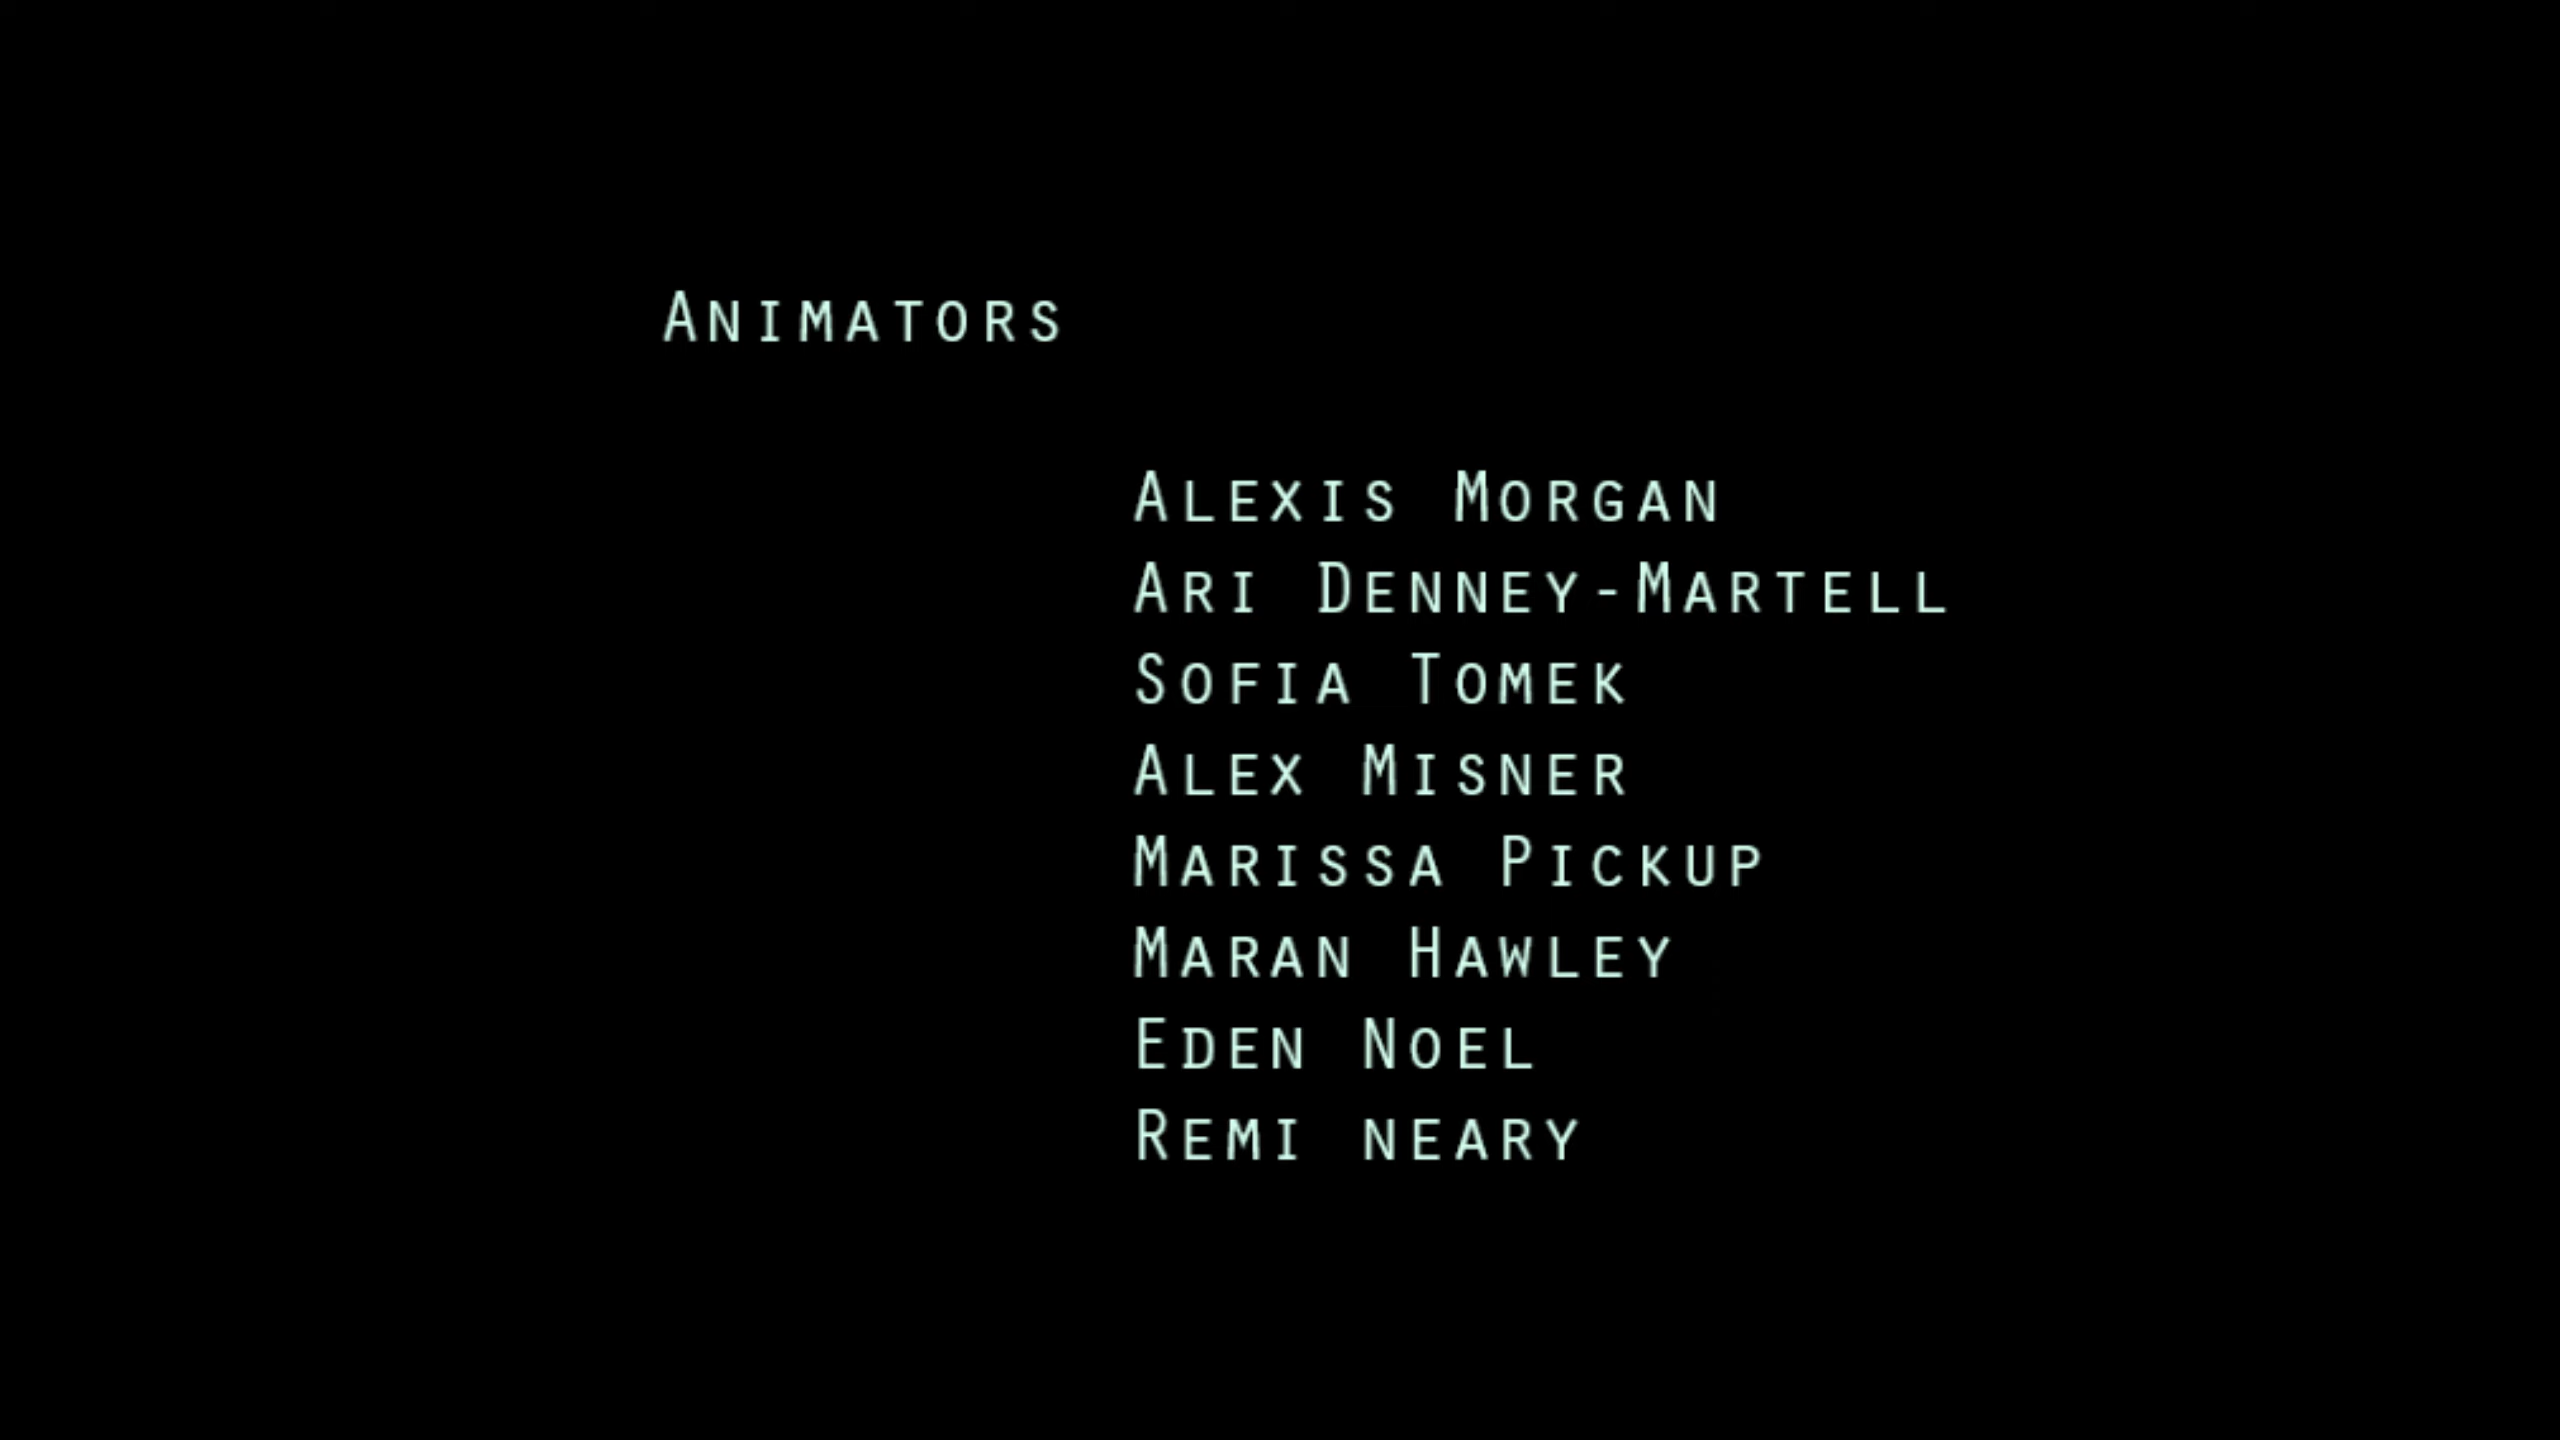 Animators
Alexis Morgan
Ari Denney-Martell
Sofia Tomek
Alex Misner
Marissa Pickup
Maran Hawley
Eden Noel
Remi neary